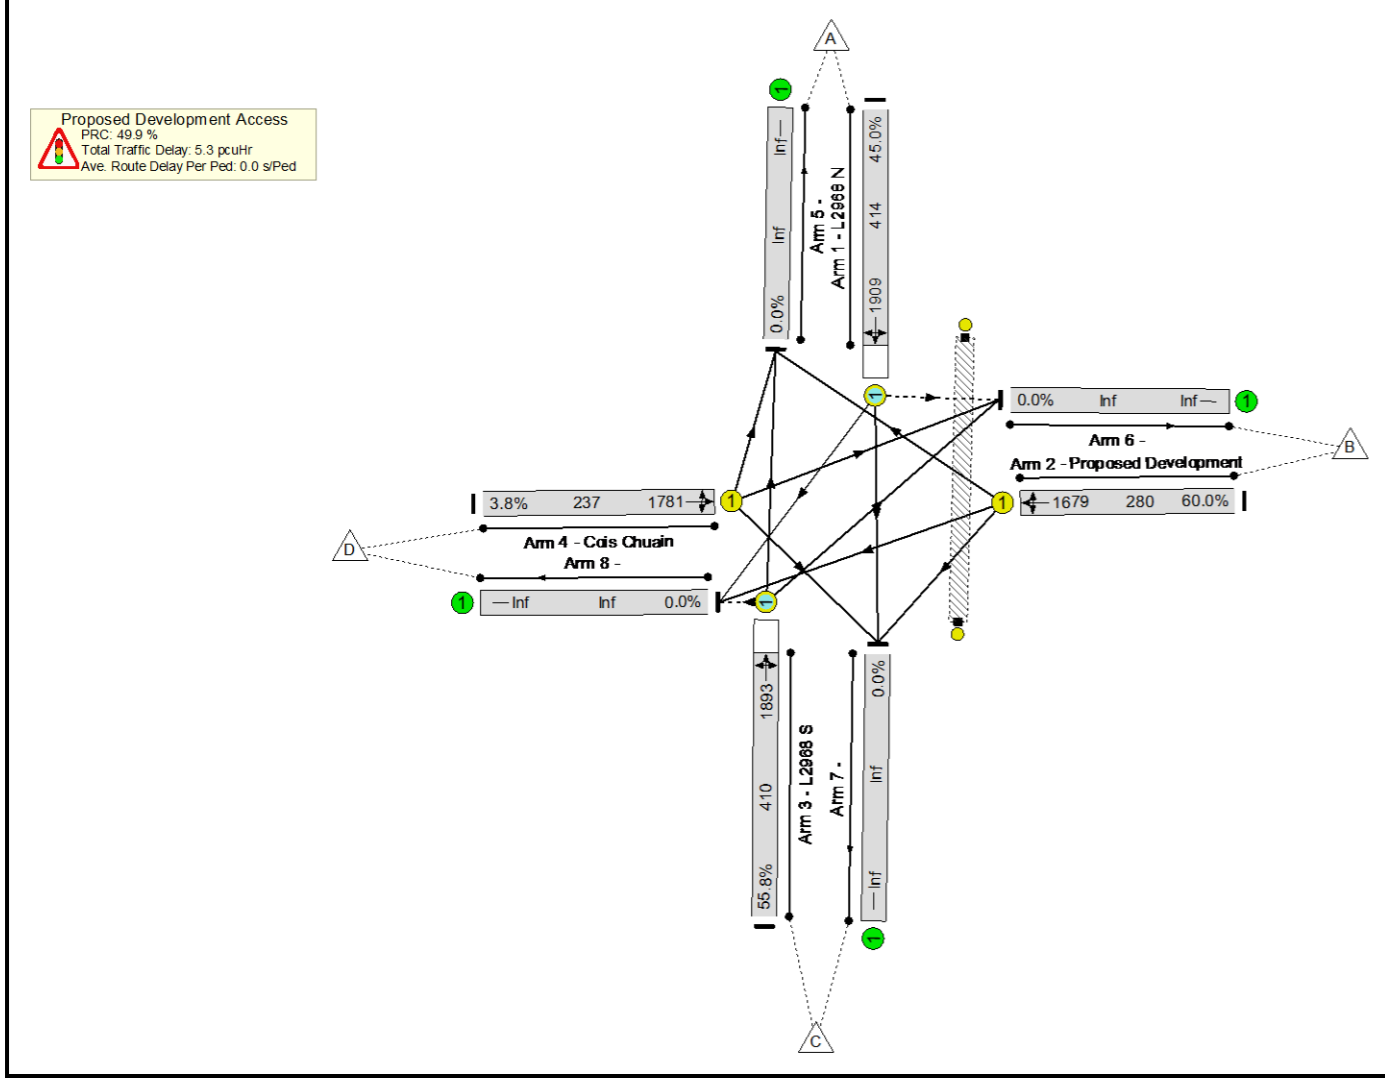 A
Proposed Development Access
PRC: 49.9 %
Total Traffic Delay: 5.3 pcuHr
Ave. Route Delay Per Ped: 0.0 s/Ped
1
Inf
Inf
0.0%
Arm 5 -
Arm 1 - L2968 N
45.0%
414
1909
1
0.0% Inf Inf
1
Arm 6 -
B
Arm 2 - Proposed Development
3.8% 237 1781
1
1
1679 280 60.0%
D
Arm 4 - Cois Chuain
Arm 8 -
1
Inf Inf 0.0%
1
1893
410
55.8%
Arm 3 - L2968 S
Arm 7 -
0.0%
Inf
Inf
1
C